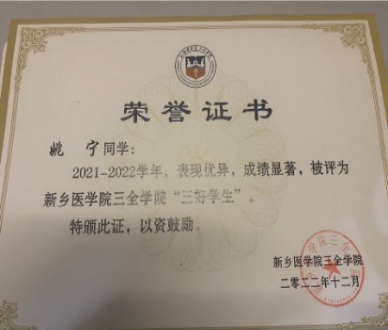 荣誉证书
姚 宁同学：
2021-2022学年，表现优异，成绩显著，被评为
新乡医学院三全学院“三好学生”。
特颁此证，以资鼓励。
新乡医学院三全学院
二零二二年十二月